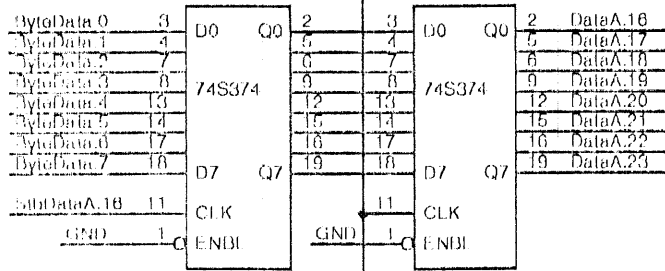 ByteData.0 3 D0 Q0 2 3 D0 Q0 2 DataA.16
ByteData.1 4 5 4 5 DataA.17
ByteData.2 7 6 7 6 DataA.18
ByteData.3 8 74S374 9 8 74S374 9 DataA.19
ByteData.4 13 12 13 12 DataA.20
ByteData.5 14 15 14 15 DataA.21
ByteData.6 17 16 17 16 DataA.22
ByteData.7 18 D7 Q7 19 18 D7 Q7 19 DataA.23
StbDataA.16 11 CLK 11 CLK
GND 1 ENBL GND 1 ENBL